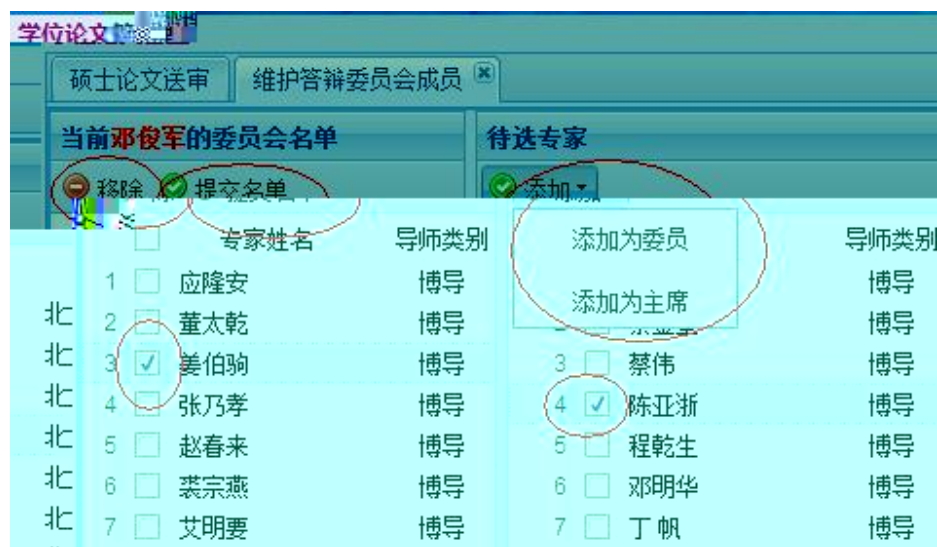 学位论文
硕士论文送审 维护答辩委员会成员
当前邓俊军的委员会名单 待选专家
移除 提交名单 添加
专家姓名 导师类别 添加为委员 导师类别
1 应隆安 博导 博导
添加为主席
北 2 董太乾 博导 博导
北 3 姜伯驹 博导 3 蔡伟 博导
北 4 张乃孝 博导 4 陈亚浙 博导
北 5 赵春来 博导 5 程乾生 博导
北 6 裘宗燕 博导 6 邓明华 博导
北 7 艾明要 博导 7 丁帆 博导